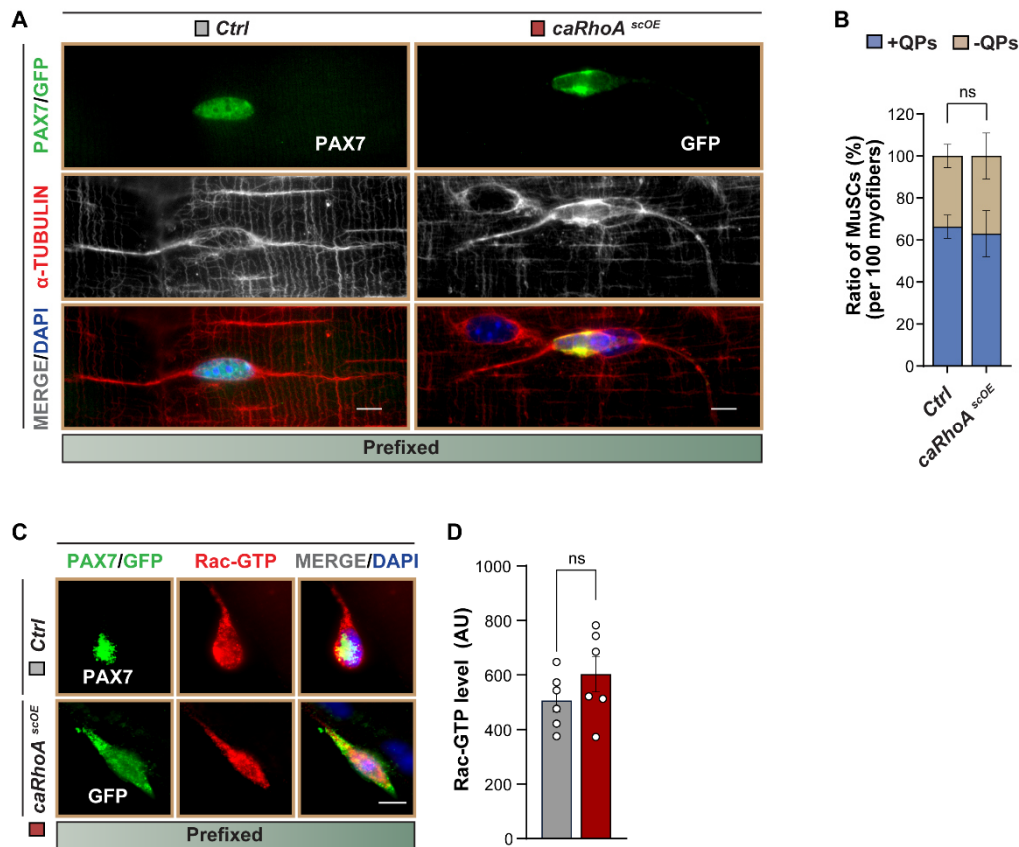 A
Ctrl
caRhoA scOE
PAX7/GFP
PAX7
GFP
α-TUBULIN
MERGE/DAPI
Prefixed
B
+QPs
-QPs
ns
Ratio of MuSCs (%)
(per 100 myofibers)
120
100
80
60
40
20
0
Ctrl
caRhoA scOE
C
PAX7/GFP
Rac-GTP
MERGE/DAPI
Ctrl
PAX7
caRhoA scOE
GFP
Prefixed
D
ns
Rac-GTP level (AU)
1000
800
600
400
200
0